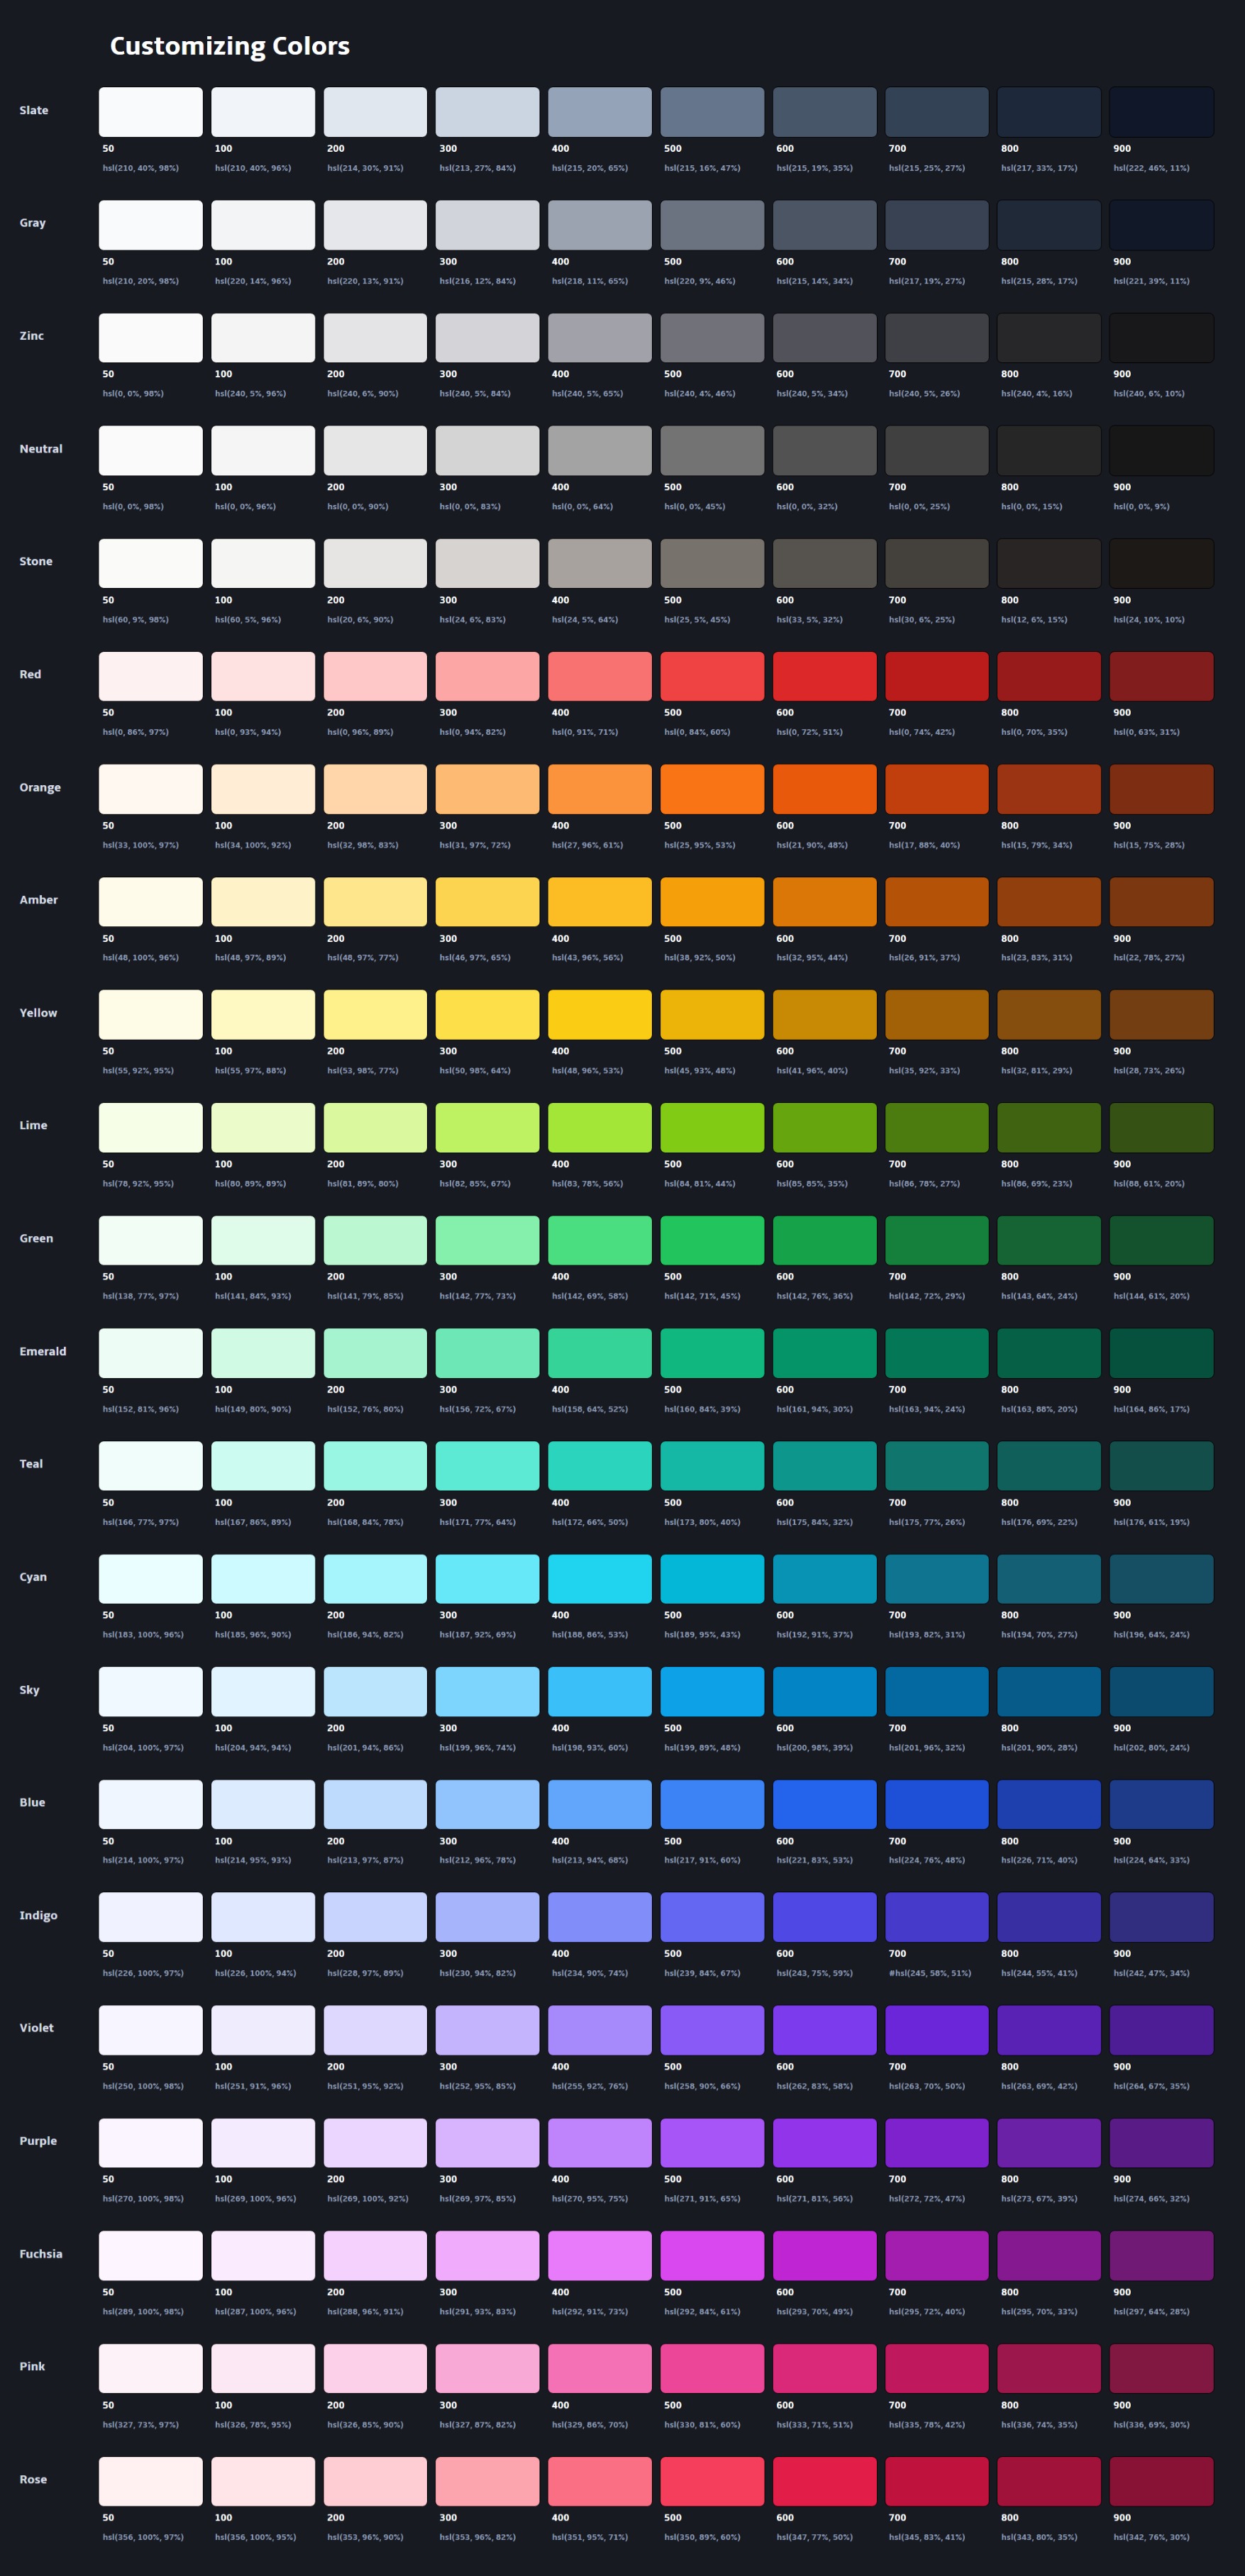 Customizing Colors
Slate
50 100 200 300 400 500 600 700 800 900
hsl(210, 40%, 98%) hsl(210, 40%, 96%) hsl(214, 30%, 91%) hsl(213, 27%, 84%) hsl(215, 20%, 65%) hsl(215, 16%, 47%) hsl(215, 19%, 35%) hsl(215, 25%, 27%) hsl(217, 33%, 17%) hsl(222, 46%, 11%)
Gray
50 100 200 300 400 500 600 700 800 900
hsl(210, 20%, 98%) hsl(220, 14%, 96%) hsl(220, 13%, 91%) hsl(216, 12%, 84%) hsl(218, 11%, 65%) hsl(220, 9%, 46%) hsl(215, 14%, 34%) hsl(217, 19%, 27%) hsl(215, 28%, 17%) hsl(221, 39%, 11%)
Zinc
50 100 200 300 400 500 600 700 800 900
hsl(0, 0%, 98%) hsl(240, 5%, 96%) hsl(240, 6%, 90%) hsl(240, 5%, 84%) hsl(240, 5%, 65%) hsl(240, 4%, 46%) hsl(240, 5%, 34%) hsl(240, 5%, 26%) hsl(240, 4%, 16%) hsl(240, 6%, 10%)
Neutral
50 100 200 300 400 500 600 700 800 900
hsl(0, 0%, 98%) hsl(0, 0%, 96%) hsl(0, 0%, 90%) hsl(0, 0%, 83%) hsl(0, 0%, 64%) hsl(0, 0%, 45%) hsl(0, 0%, 32%) hsl(0, 0%, 25%) hsl(0, 0%, 15%) hsl(0, 0%, 9%)
Stone
50 100 200 300 400 500 600 700 800 900
hsl(60, 9%, 98%) hsl(60, 5%, 96%) hsl(20, 6%, 90%) hsl(24, 6%, 83%) hsl(24, 5%, 64%) hsl(25, 5%, 45%) hsl(33, 5%, 32%) hsl(30, 6%, 25%) hsl(12, 6%, 15%) hsl(24, 10%, 10%)
Red
50 100 200 300 400 500 600 700 800 900
hsl(0, 86%, 97%) hsl(0, 93%, 94%) hsl(0, 96%, 89%) hsl(0, 94%, 82%) hsl(0, 91%, 71%) hsl(0, 84%, 60%) hsl(0, 72%, 51%) hsl(0, 74%, 42%) hsl(0, 70%, 35%) hsl(0, 63%, 31%)
Orange
50 100 200 300 400 500 600 700 800 900
hsl(33, 100%, 97%) hsl(34, 100%, 92%) hsl(32, 98%, 83%) hsl(31, 97%, 72%) hsl(27, 96%, 61%) hsl(25, 95%, 53%) hsl(21, 90%, 48%) hsl(17, 88%, 40%) hsl(15, 79%, 34%) hsl(15, 75%, 28%)
Amber
50 100 200 300 400 500 600 700 800 900
hsl(48, 100%, 96%) hsl(48, 97%, 89%) hsl(48, 97%, 77%) hsl(46, 97%, 65%) hsl(43, 96%, 56%) hsl(38, 92%, 50%) hsl(32, 95%, 44%) hsl(26, 91%, 37%) hsl(23, 83%, 31%) hsl(22, 78%, 27%)
Yellow
50 100 200 300 400 500 600 700 800 900
hsl(55, 92%, 95%) hsl(55, 97%, 88%) hsl(53, 98%, 77%) hsl(50, 98%, 64%) hsl(48, 96%, 53%) hsl(45, 93%, 48%) hsl(41, 96%, 40%) hsl(35, 92%, 33%) hsl(32, 81%, 29%) hsl(28, 73%, 26%)
Lime
50 100 200 300 400 500 600 700 800 900
hsl(78, 92%, 95%) hsl(80, 89%, 89%) hsl(81, 89%, 80%) hsl(82, 85%, 67%) hsl(83, 78%, 56%) hsl(84, 81%, 44%) hsl(85, 85%, 35%) hsl(86, 78%, 27%) hsl(86, 69%, 23%) hsl(88, 61%, 20%)
Green
50 100 200 300 400 500 600 700 800 900
hsl(138, 77%, 97%) hsl(141, 84%, 93%) hsl(141, 79%, 85%) hsl(142, 77%, 73%) hsl(142, 69%, 58%) hsl(142, 71%, 45%) hsl(142, 76%, 36%) hsl(142, 72%, 29%) hsl(143, 64%, 24%) hsl(144, 61%, 20%)
Emerald
50 100 200 300 400 500 600 700 800 900
hsl(152, 81%, 96%) hsl(149, 80%, 90%) hsl(152, 76%, 80%) hsl(156, 72%, 67%) hsl(158, 64%, 52%) hsl(160, 84%, 39%) hsl(161, 94%, 30%) hsl(163, 94%, 24%) hsl(163, 88%, 20%) hsl(164, 86%, 17%)
Teal
50 100 200 300 400 500 600 700 800 900
hsl(166, 77%, 97%) hsl(167, 86%, 89%) hsl(168, 84%, 78%) hsl(171, 77%, 64%) hsl(172, 66%, 50%) hsl(173, 80%, 40%) hsl(175, 84%, 32%) hsl(175, 77%, 26%) hsl(176, 69%, 22%) hsl(176, 61%, 19%)
Cyan
50 100 200 300 400 500 600 700 800 900
hsl(183, 100%, 96%) hsl(185, 96%, 90%) hsl(186, 94%, 82%) hsl(187, 92%, 69%) hsl(188, 86%, 53%) hsl(189, 95%, 43%) hsl(192, 91%, 37%) hsl(193, 82%, 31%) hsl(194, 70%, 27%) hsl(196, 64%, 24%)
Sky
50 100 200 300 400 500 600 700 800 900
hsl(204, 100%, 97%) hsl(204, 94%, 94%) hsl(201, 94%, 86%) hsl(199, 96%, 74%) hsl(198, 93%, 60%) hsl(199, 89%, 48%) hsl(200, 98%, 39%) hsl(201, 96%, 32%) hsl(201, 90%, 28%) hsl(202, 80%, 24%)
Blue
50 100 200 300 400 500 600 700 800 900
hsl(214, 100%, 97%) hsl(214, 95%, 93%) hsl(213, 97%, 87%) hsl(212, 96%, 78%) hsl(213, 94%, 68%) hsl(217, 91%, 60%) hsl(221, 83%, 53%) hsl(224, 76%, 48%) hsl(226, 71%, 40%) hsl(224, 64%, 33%)
Indigo
50 100 200 300 400 500 600 700 800 900
hsl(226, 100%, 97%) hsl(226, 100%, 94%) hsl(228, 97%, 89%) hsl(230, 94%, 82%) hsl(234, 90%, 74%) hsl(239, 84%, 67%) hsl(243, 75%, 59%) #hsl(245, 58%, 51%) hsl(244, 55%, 41%) hsl(242, 47%, 34%)
Violet
50 100 200 300 400 500 600 700 800 900
hsl(250, 100%, 98%) hsl(251, 91%, 96%) hsl(251, 95%, 92%) hsl(252, 95%, 85%) hsl(255, 92%, 76%) hsl(258, 90%, 66%) hsl(262, 83%, 58%) hsl(263, 70%, 50%) hsl(263, 69%, 42%) hsl(264, 67%, 35%)
Purple
50 100 200 300 400 500 600 700 800 900
hsl(270, 100%, 98%) hsl(269, 100%, 96%) hsl(269, 100%, 92%) hsl(269, 97%, 85%) hsl(270, 95%, 75%) hsl(271, 91%, 65%) hsl(271, 81%, 56%) hsl(272, 72%, 47%) hsl(273, 67%, 39%) hsl(274, 66%, 32%)
Fuchsia
50 100 200 300 400 500 600 700 800 900
hsl(289, 100%, 98%) hsl(287, 100%, 96%) hsl(288, 96%, 91%) hsl(291, 93%, 83%) hsl(292, 91%, 73%) hsl(292, 84%, 61%) hsl(293, 70%, 49%) hsl(295, 72%, 40%) hsl(295, 70%, 33%) hsl(297, 64%, 28%)
Pink
50 100 200 300 400 500 600 700 800 900
hsl(327, 73%, 97%) hsl(326, 78%, 95%) hsl(326, 85%, 90%) hsl(327, 87%, 82%) hsl(329, 86%, 70%) hsl(330, 81%, 60%) hsl(333, 71%, 51%) hsl(335, 78%, 42%) hsl(336, 74%, 35%) hsl(336, 69%, 30%)
Rose
50 100 200 300 400 500 600 700 800 900
hsl(356, 100%, 97%) hsl(356, 100%, 95%) hsl(353, 96%, 90%) hsl(353, 96%, 82%) hsl(351, 95%, 71%) hsl(350, 89%, 60%) hsl(347, 77%, 50%) hsl(345, 83%, 41%) hsl(343, 80%, 35%) hsl(342, 76%, 30%)